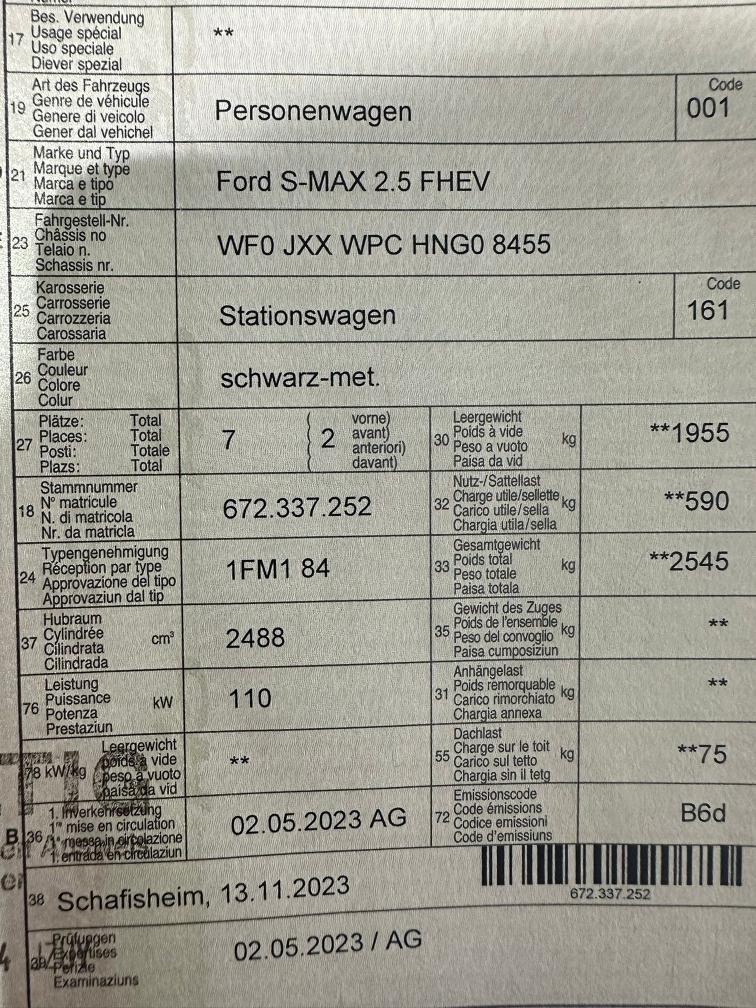 17 Bes. Verwendung
Usage spécial
Uso speciale
Diever spezial
**
19 Art des Fahrzeugs
Genre de véhicule
Genere di veicolo
Gener dal vehichel
Personenwagen
Code
001
21 Marke und Typ
Marque et type
Marca e tipo
Marca e tip
Ford S-MAX 2.5 FHEV
23 Fahrgestell-Nr.
Châssis no
Telaio n.
Schassis nr.
WF0 JXX WPC HNG0 8455
25 Karosserie
Carrosserie
Carrozzeria
Carossaria
Stationswagen
Code
161
26 Farbe
Couleur
Colore
Colur
schwarz-met.
27 Plätze: Total
Places: Total
Posti: Totale
Plazs: Total
7
2
vorne)
avant)
anteriori)
davant)
30 Leergewicht
Poids à vide
Peso a vuoto
Paisa da vid
kg
**1955
18 Stammnummer
N° matricule
N. di matricola
Nr. da matricla
672.337.252
32 Nutz-/Sattellast
Charge utile/sellette
Carico utile/sella
Chargia utila/sella
kg
**590
24 Typengenehmigung
Réception par type
Approvazione del tipo
Approvaziun dal tip
1FM1 84
33 Gesamtgewicht
Poids total
Peso totale
Paisa totala
kg
**2545
37 Hubraum
Cylindrée
Cilindrata
Cilindrada
cm³
2488
35 Gewicht des Zuges
Poids de l'ensemble
Peso del convoglio
Paisa cumposiziun
kg
**
76 Leistung
Puissance
Potenza
Prestaziun
kW
110
31 Anhängelast
Poids remorquable
Carico rimorchiato
Chargia annexa
kg
**
78 kW/kg
Leergewicht
poids à vide
peso a vuoto
paisa da vid
**
55 Dachlast
Charge sur le toit
Carico sul tetto
Chargia sin il tetg
kg
**75
B
36 1. Inverkehrsetzung
1re mise en circulation
1a messa in circolazione
1. entrada en circulaziun
02.05.2023 AG
72 Emissionscode
Code émissions
Codice emissioni
Code d'emissiuns
B6d
38 Schafisheim, 13.11.2023
672.337.252
39 Prüfungen
Expertises
Perizie
Examinaziuns
02.05.2023 / AG